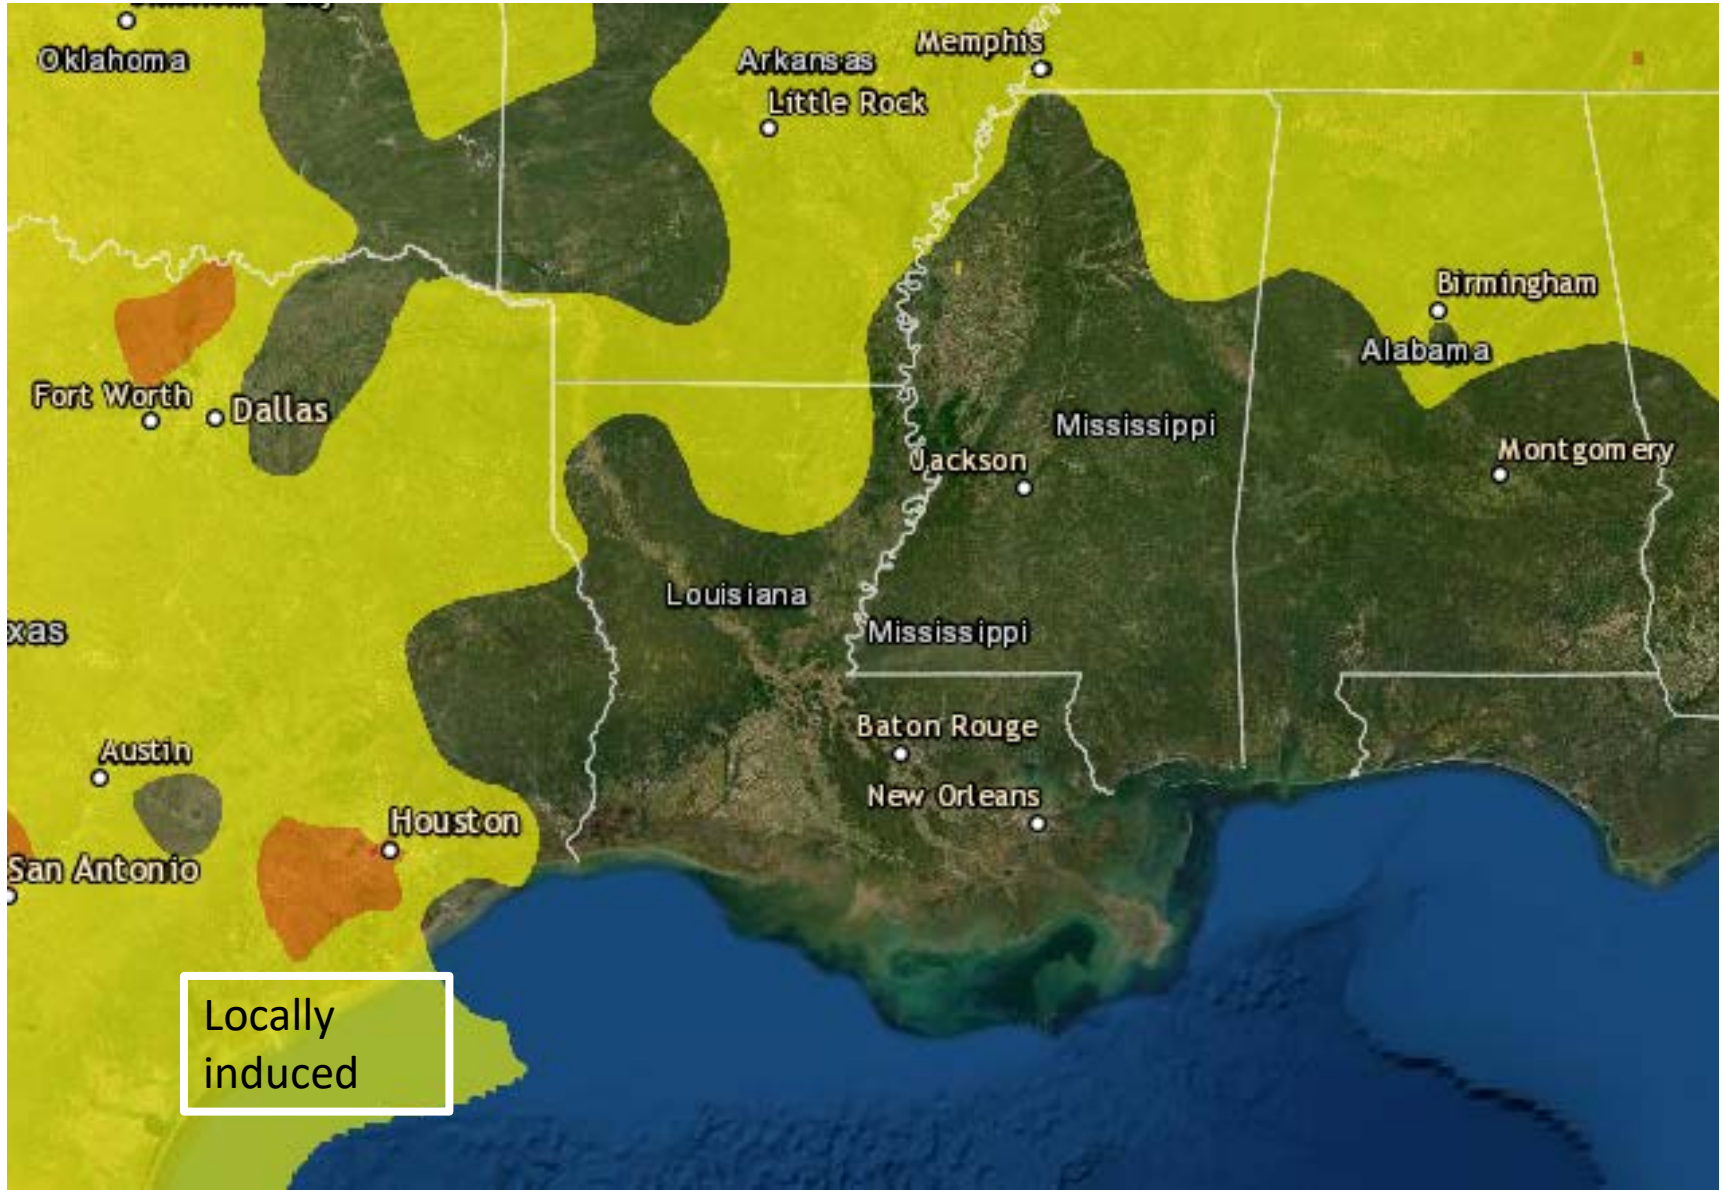 Oklahoma
Arkansas
Memphis
Little Rock
Birmingham
Alabama
Fort Worth
Dallas
Mississippi
Jackson
Montgomery
Louisiana
xas
Mississippi
Baton Rouge
Austin
New Orleans
Houston
San Antonio
Locally
induced